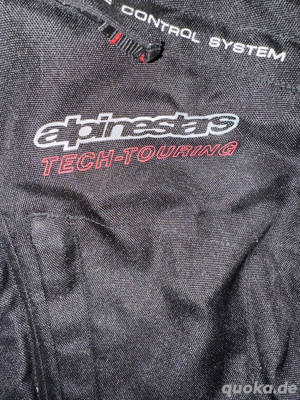 CONTROL SYSTEM
alpinestars
TECH-TOURING
quoka.de